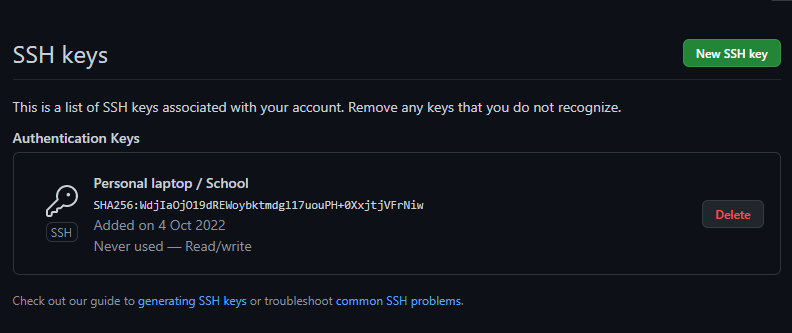 SSH keys
New SSH key
This is a list of SSH keys associated with your account. Remove any keys that you do not recognize.
Authentication Keys
Personal laptop / School
SHA256:WdjIaOjO19dREWoybktmdgl17uouPH+0XxjtjVFrNiw
Added on 4 Oct 2022
Never used — Read/write
SSH
Delete
Check out our guide to generating SSH keys or troubleshoot common SSH problems.